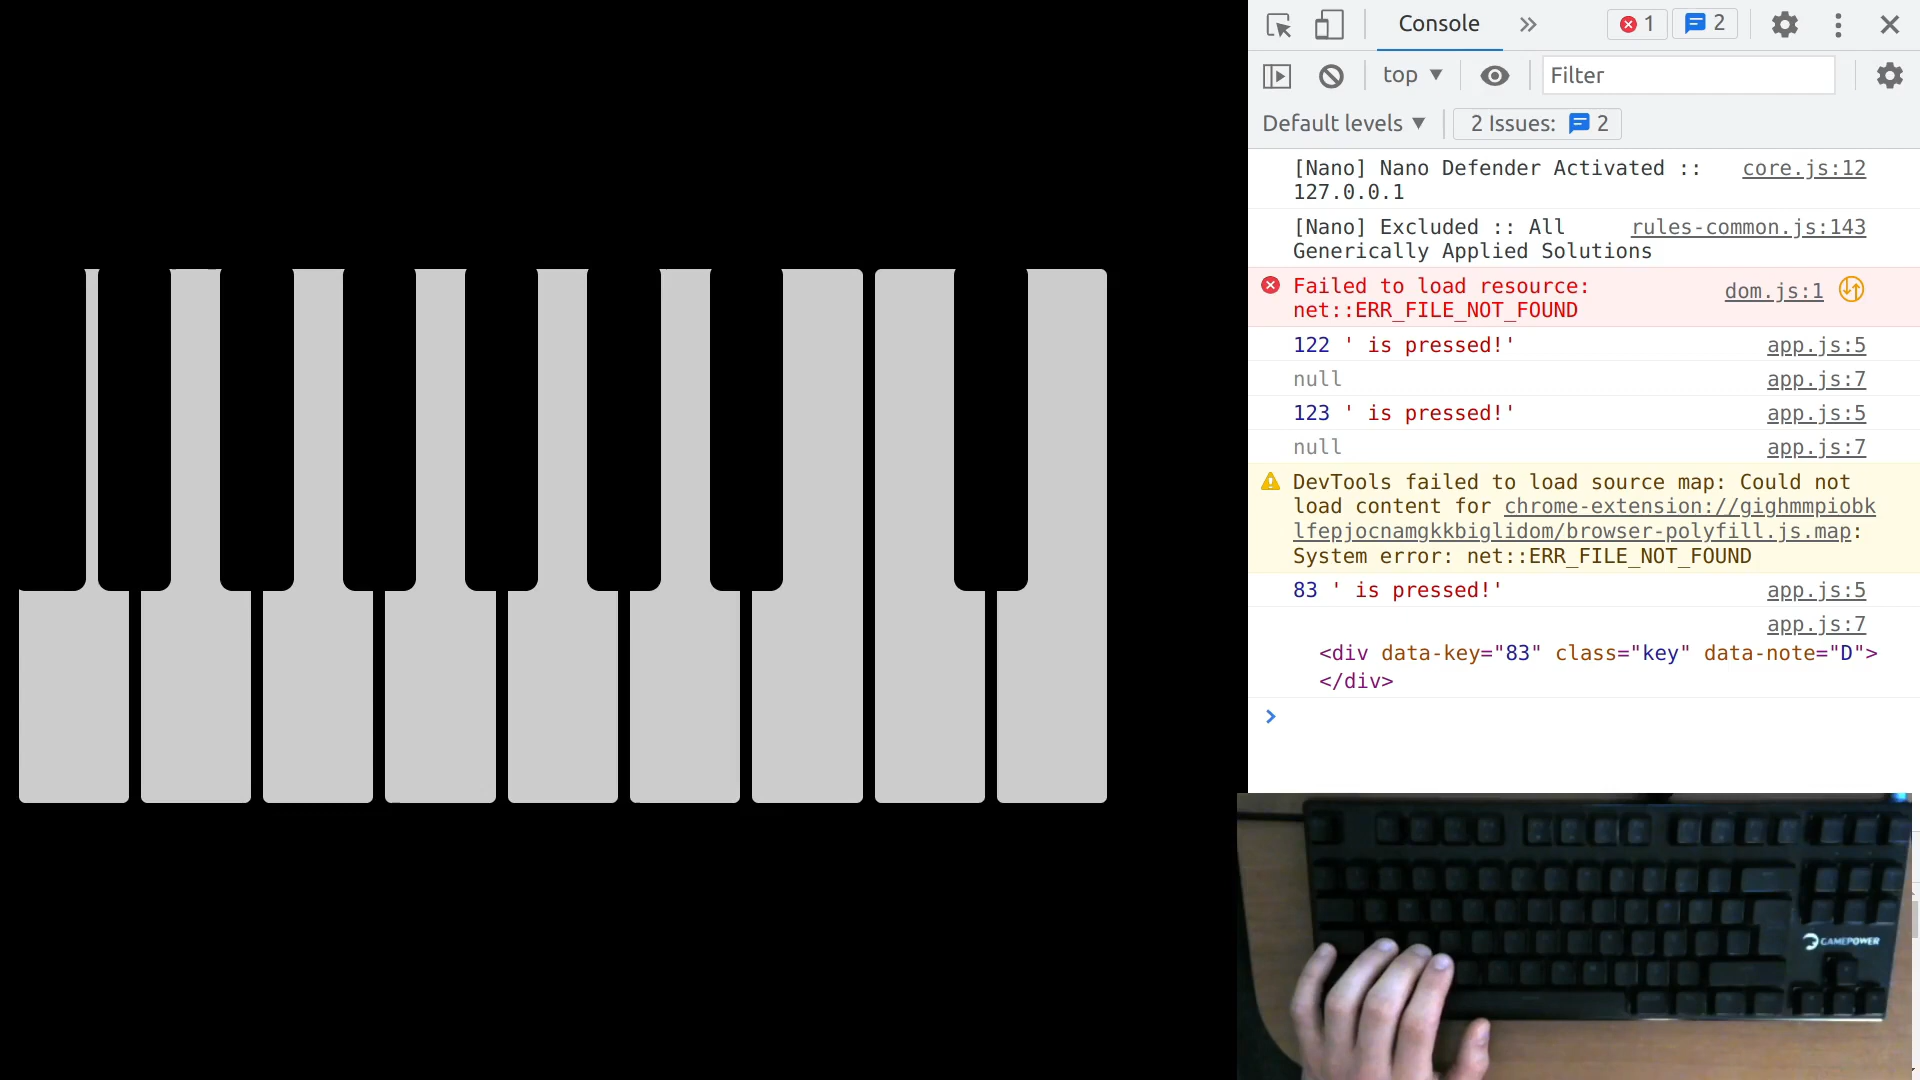 Console
1
2
top ▼
Filter
Default levels ▼
2 Issues: 2
[Nano] Nano Defender Activated :: core.js:12
127.0.0.1
[Nano] Excluded :: All rules-common.js:143
Generically Applied Solutions
Failed to load resource: dom.js:1
net::ERR_FILE_NOT_FOUND
122 ' is pressed!' app.js:5
null app.js:7
123 ' is pressed!' app.js:5
null app.js:7
DevTools failed to load source map: Could not
load content for chrome-extension://gighmmpiobk
lfepjocnamgkkbiglidom/browser-polyfill.js.map:
System error: net::ERR_FILE_NOT_FOUND
83 ' is pressed!' app.js:5
app.js:7
<div data-key="83" class="key" data-note="D">
</div>
GAMEPOWER